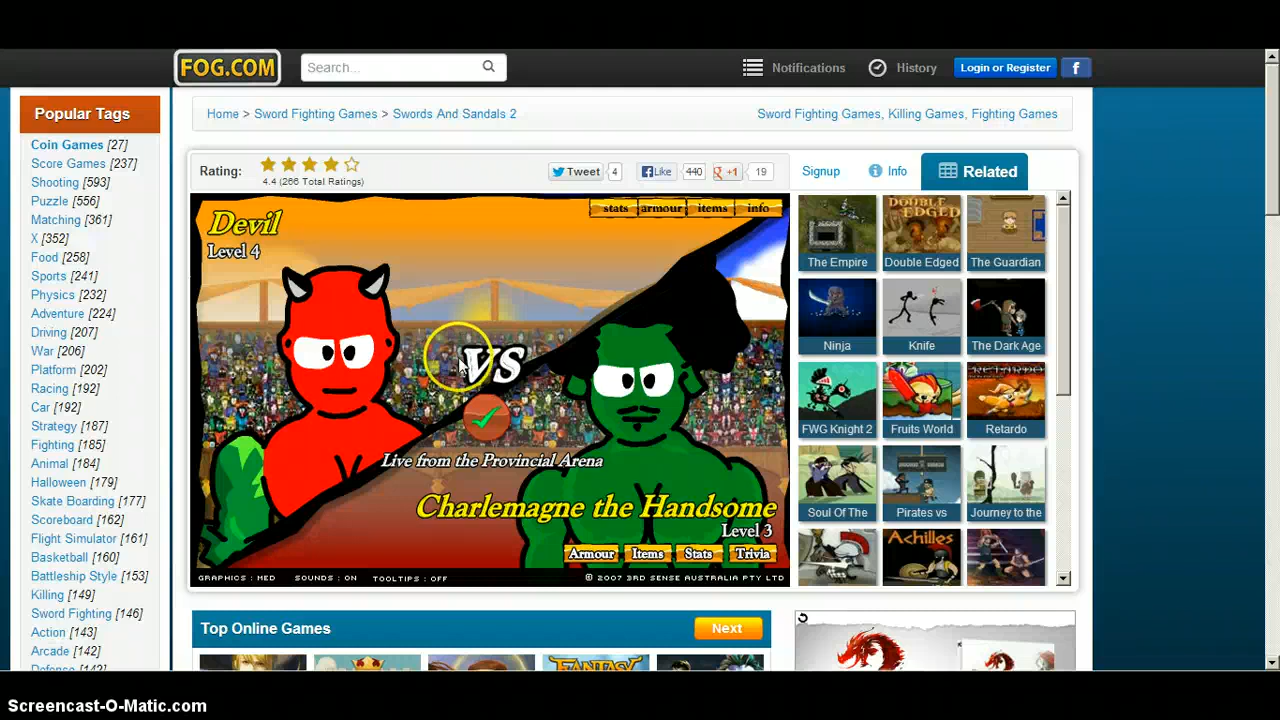 FOG.COM
Search...
Notifications
History
Login or Register
f
Home > Sword Fighting Games > Swords And Sandals 2
Sword Fighting Games, Killing Games, Fighting Games
Popular Tags
Coin Games [27]
Score Games [237]
Shooting [593]
Puzzle [556]
Matching [361]
X [352]
Food [258]
Sports [241]
Physics [232]
Adventure [224]
Driving [207]
War [206]
Platform [202]
Racing [192]
Car [192]
Strategy [187]
Fighting [185]
Animal [184]
Halloween [179]
Skate Boarding [177]
Scoreboard [162]
Flight Simulator [161]
Basketball [160]
Battleship Style [153]
Killing [149]
Sword Fighting [146]
Action [143]
Arcade [142]
Defense [142]
Rating:
4.4 (266 Total Ratings)
Tweet 4
Like 440
+1 19
Signup
Info
Related
Devil
Level 4
stats armour items info
VS
Live from the Provincial Arena
Charlemagne the Handsome
Level 3
Armour Items Stats Trivia
GRAPHICS : MED SOUNDS : ON TOOLTIPS : OFF
© 2007 3RD SENSE AUSTRALIA PTY LTD
DOUBLE EDGED
The Empire
Double Edged
The Guardian
Ninja
Knife
The Dark Age
RETARDO
FWG Knight 2
Fruits World
Retardo
Soul Of The
Pirates vs
Journey to the
ACHILLES
Top Online Games
Next
FANTASY
Screencast-O-Matic.com